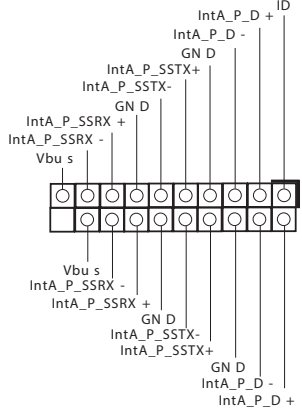 ID
IntA_P_D +
IntA_P_D -
GN D
IntA_P_SSTX+
IntA_P_SSTX-
GN D
IntA_P_SSRX +
IntA_P_SSRX -
Vbu s
Vbu s
IntA_P_SSRX -
IntA_P_SSRX +
GN D
IntA_P_SSTX-
IntA_P_SSTX+
GN D
IntA_P_D -
IntA_P_D +